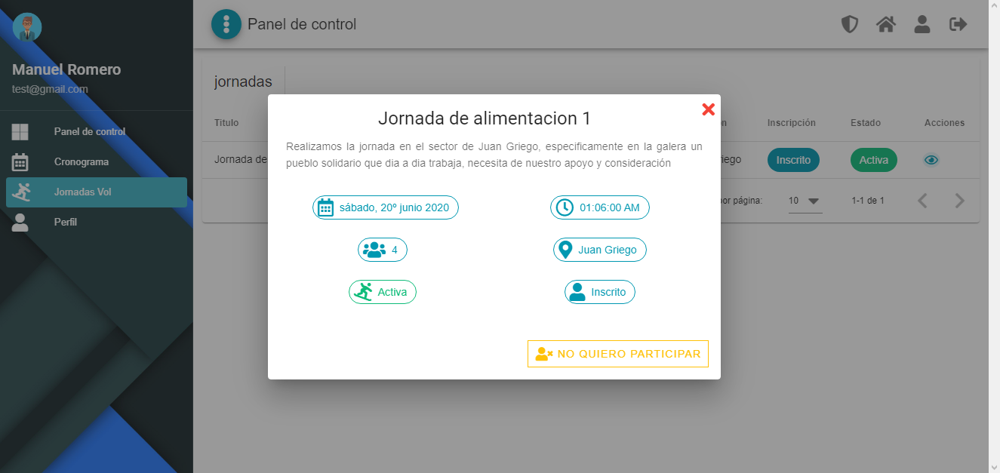 Manuel Romero
test@gmail.com
Panel de control
Cronograma
Jornadas Vol
Perfil
Panel de control
jornadas
Titulo
Inscripción
Estado
Acciones
Jornada de
Inscrito
Activa
por página:
10
1-1 de 1
Jornada de alimentacion 1
Realizamos la jornada en el sector de Juan Griego, especificamente en la galera un
pueblo solidario que dia a dia trabaja, necesita de nuestro apoyo y consideración
sábado, 20º junio 2020
01:06:00 AM
4
Juan Griego
Activa
Inscrito
NO QUIERO PARTICIPAR